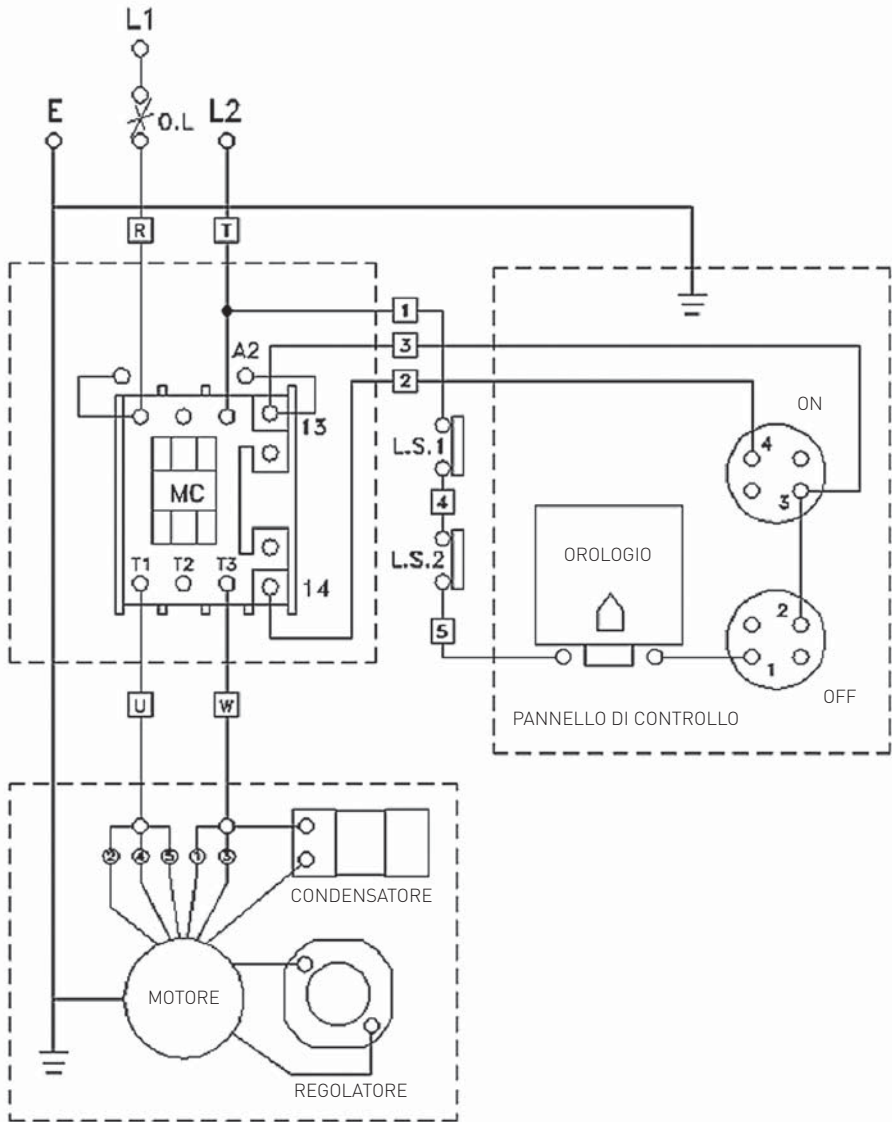 L1
E
O.L
L2
R
T
1
3
2
A2
13
ON
4
3
L.S.1
MC
4
OROLOGIO
L.S.2
T1 T2 T3
14
2
5
1
OFF
PANNELLO DI CONTROLLO
U
W
2 4 5 1 3
CONDENSATORE
MOTORE
REGOLATORE